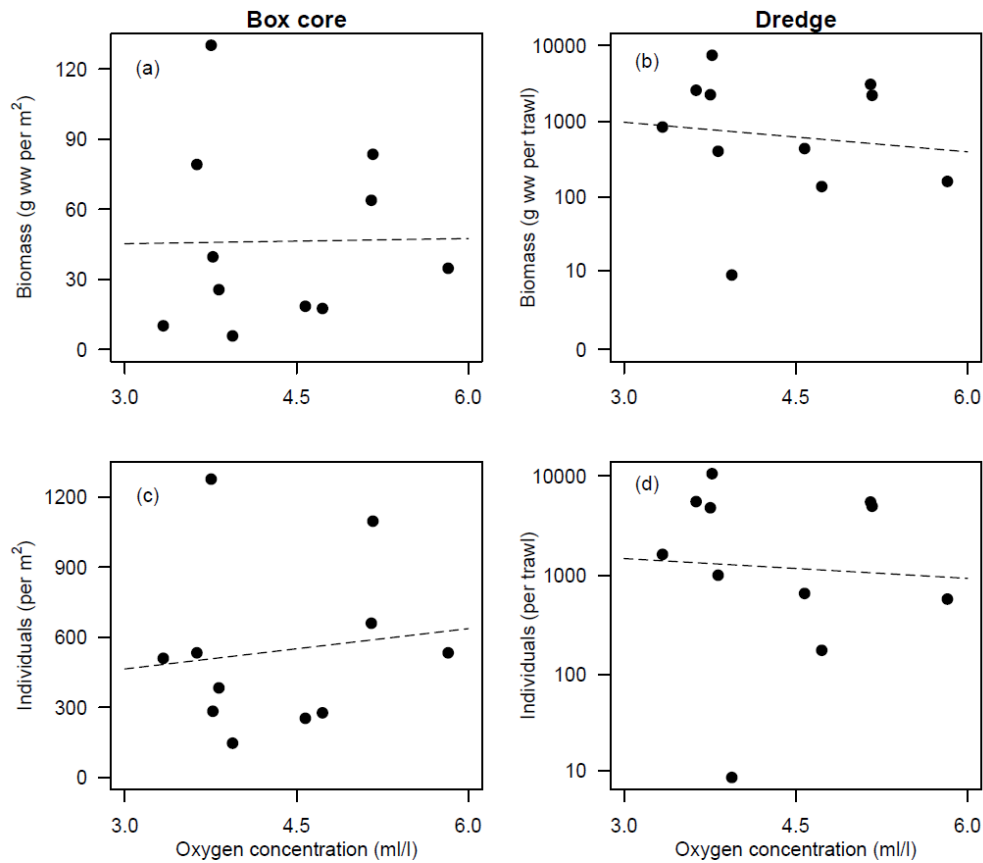 Box core
Dredge
(a)
Biomass (g ww per m²)
120
90
60
30
0
3.0
4.5
6.0
(b)
Biomass (g ww per trawl)
10000
1000
100
10
0
3.0
4.5
6.0
(c)
Individuals (per m²)
1200
900
600
300
0
3.0
4.5
6.0
Oxygen concentration (ml/l)
(d)
Individuals (per trawl)
10000
1000
100
10
3.0
4.5
6.0
Oxygen concentration (ml/l)